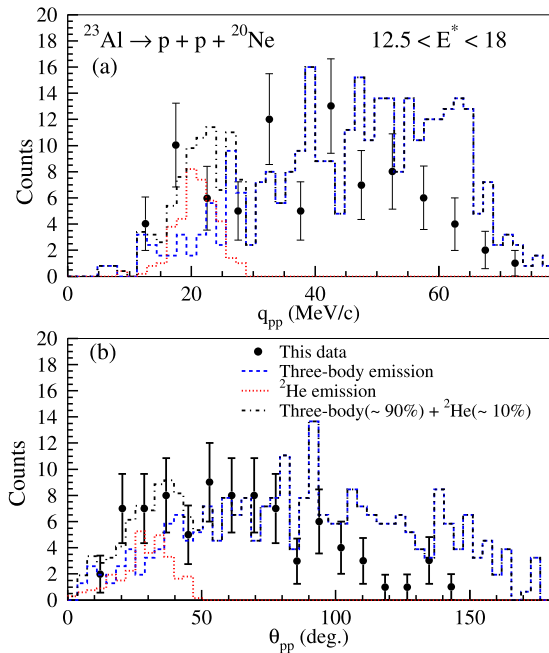 ²³Al → p + p + ²⁰Ne 12.5 < E* < 18
(a)
Counts
20
18
16
14
12
10
8
6
4
2
0
0 20 40 60
q_pp (MeV/c)
(b)
This data
Three-body emission
²He emission
Three-body(~ 90%) + ²He(~ 10%)
Counts
20
18
16
14
12
10
8
6
4
2
0
0 50 100 150
θ_pp (deg.)